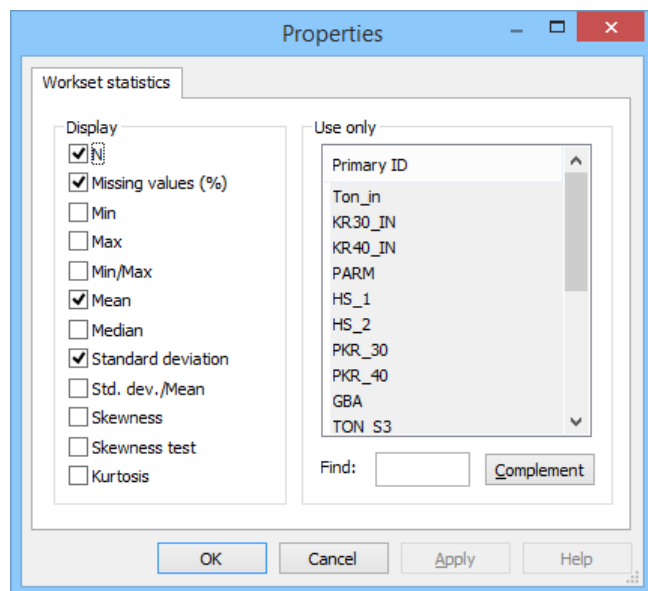 Properties
Workset statistics
Display
N
Missing values (%)
Min
Max
Min/Max
Mean
Median
Standard deviation
Std. dev./Mean
Skewness
Skewness test
Kurtosis
Use only
Primary ID
Ton_in
KR30_IN
KR40_IN
PARM
HS_1
HS_2
PKR_30
PKR_40
GBA
TON_S3
Find:
Complement
OK
Cancel
Apply
Help